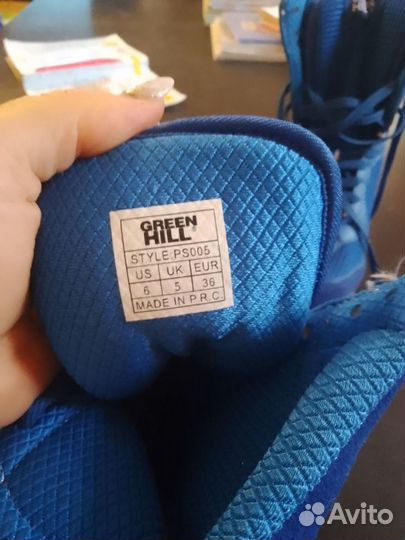 GREEN
HILL
STYLE:PS005
US UK EUR
6 5 36
MADE IN P.R.C.
Avito